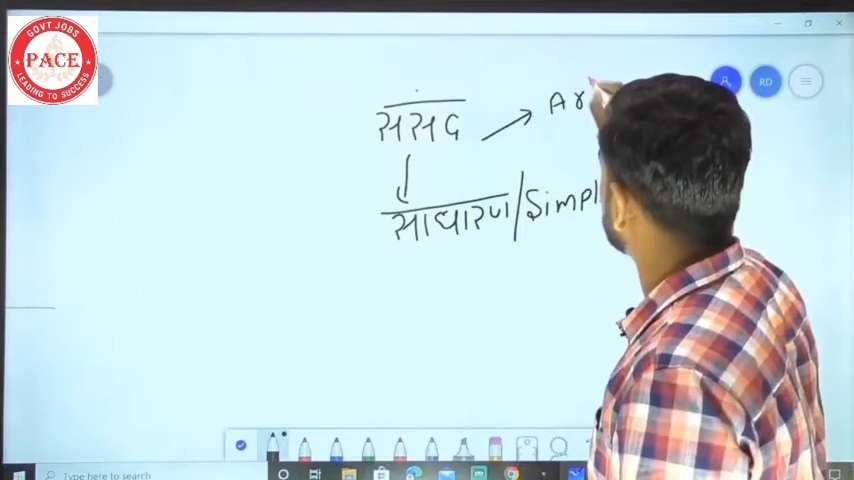 GOVT JOBS
PACE
LEADING TO SUCCESS
RD
संसद
Ar
साधारण/Simpl
Type here to search